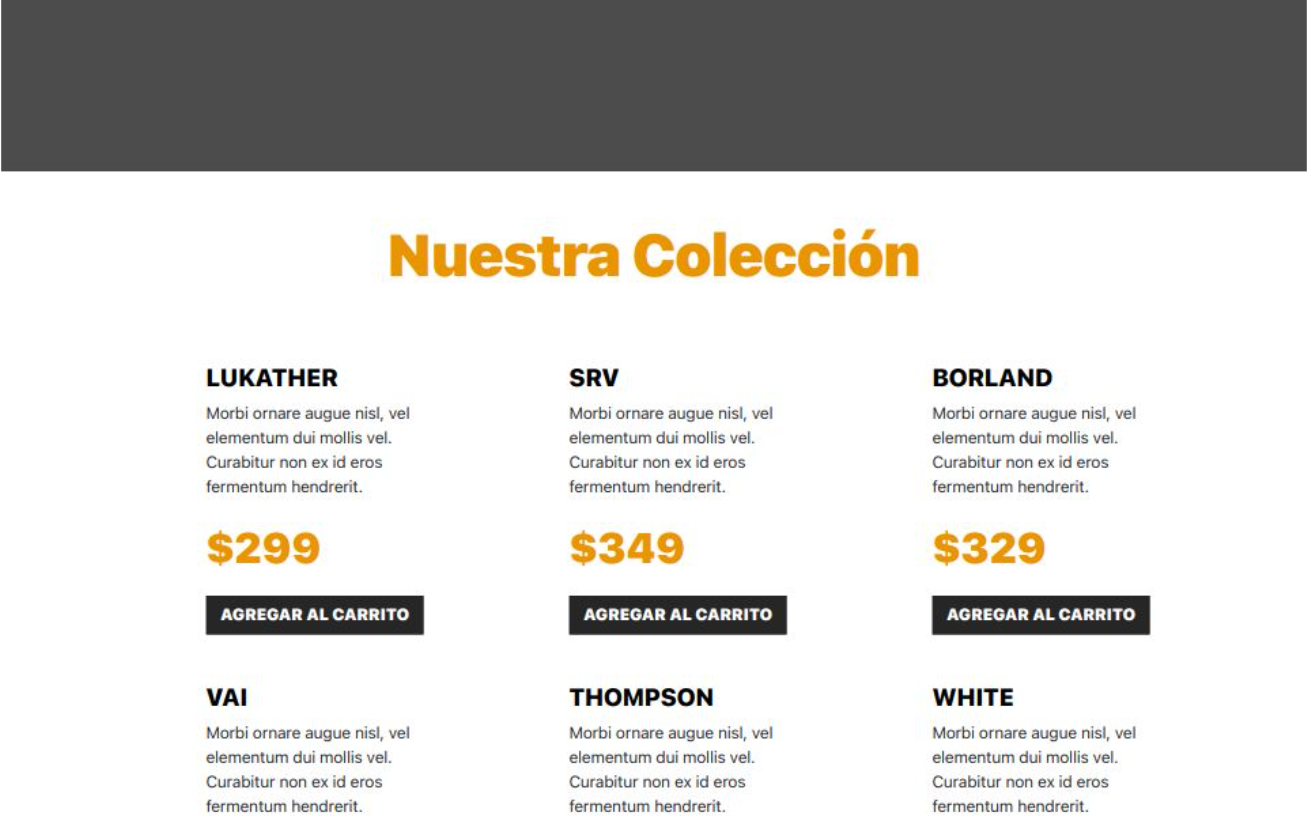 Nuestra Colección
LUKATHER
Morbi ornare augue nisl, vel
elementum dui mollis vel.
Curabitur non ex id eros
fermentum hendrerit.
$299
AGREGAR AL CARRITO
SRV
Morbi ornare augue nisl, vel
elementum dui mollis vel.
Curabitur non ex id eros
fermentum hendrerit.
$349
AGREGAR AL CARRITO
BORLAND
Morbi ornare augue nisl, vel
elementum dui mollis vel.
Curabitur non ex id eros
fermentum hendrerit.
$329
AGREGAR AL CARRITO
VAI
Morbi ornare augue nisl, vel
elementum dui mollis vel.
Curabitur non ex id eros
fermentum hendrerit.
THOMPSON
Morbi ornare augue nisl, vel
elementum dui mollis vel.
Curabitur non ex id eros
fermentum hendrerit.
WHITE
Morbi ornare augue nisl, vel
elementum dui mollis vel.
Curabitur non ex id eros
fermentum hendrerit.